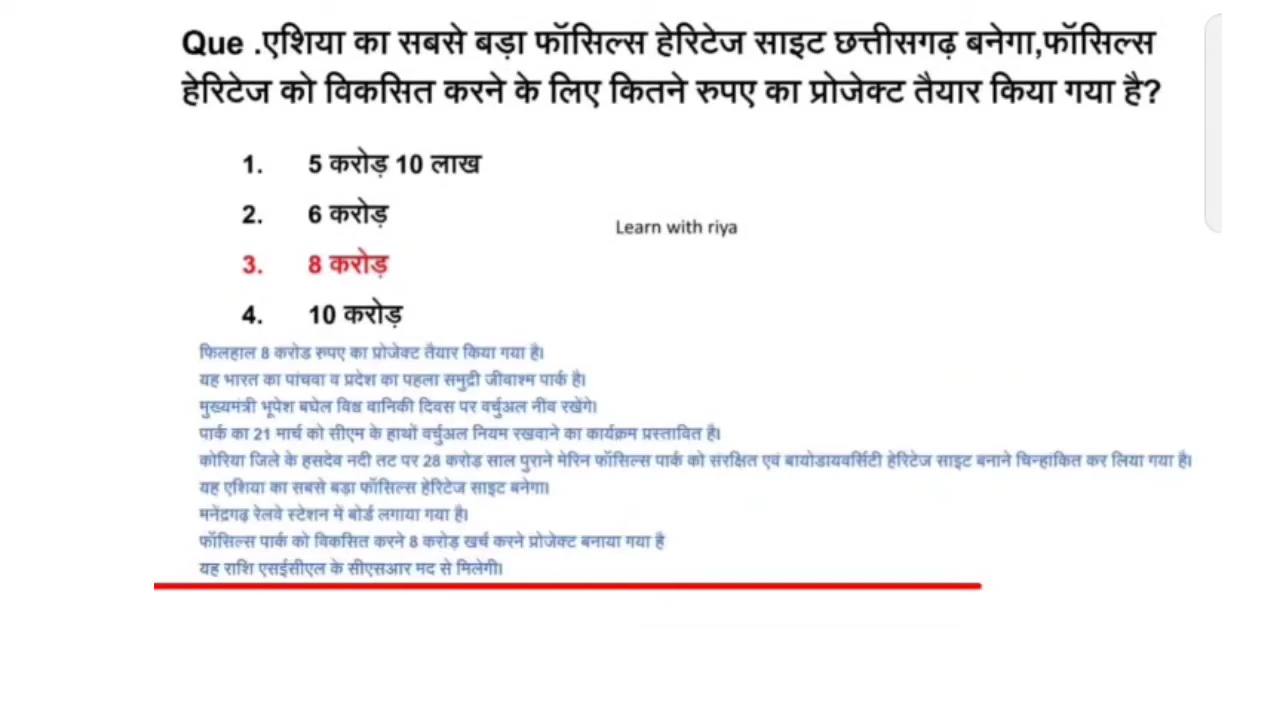 Que .एशिया का सबसे बड़ा फॉसिल्स हेरिटेज साइट छत्तीसगढ़ बनेगा,फॉसिल्स
हेरिटेज को विकसित करने के लिए कितने रुपए का प्रोजेक्ट तैयार किया गया है?
1. 5 करोड़ 10 लाख
2. 6 करोड़
Learn with riya
3. 8 करोड़
4. 10 करोड़
फिलहाल 8 करोड रुपए का प्रोजेक्ट तैयार किया गया है।
यह भारत का पांचवा व प्रदेश का पहला समुद्री जीवाश्म पार्क है।
मुख्यमंत्री भूपेश बघेल विश्व वानिकी दिवस पर वर्चुअल नींव रखेंगे।
पार्क का 21 मार्च को सीएम के हाथों वर्चुअल नियम रखवाने का कार्यक्रम प्रस्तावित है।
कोरिया जिले के हसदेव नदी तट पर 28 करोड़ साल पुराने मेरिन फॉसिल्स पार्क को संरक्षित एवं बायोडायवर्सिटी हेरिटेज साइट बनाने चिन्हांकित कर लिया गया है।
यह एशिया का सबसे बड़ा फॉसिल्स हेरिटेज साइट बनेगा।
मनेंद्रगढ़ रेलवे स्टेशन में बोर्ड लगाया गया है।
फॉसिल्स पार्क को विकसित करने 8 करोड़ खर्च करने प्रोजेक्ट बनाया गया है
यह राशि एसईसीएल के सीएसआर मद से मिलेगी।